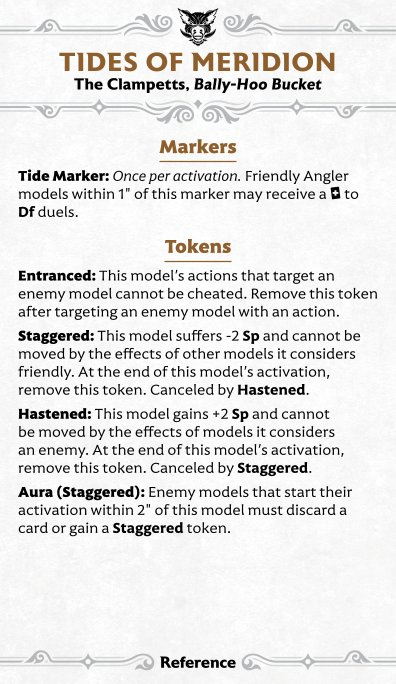 TIDES OF MERIDION
The Clampetts, Bally-Hoo Bucket
Markers
Tide Marker: Once per activation. Friendly Angler
models within 1" of this marker may receive a + to
Df duels.
Tokens
Entranced: This model's actions that target an
enemy model cannot be cheated. Remove this token
after targeting an enemy model with an action.
Staggered: This model suffers -2 Sp and cannot be
moved by the effects of other models it considers
friendly. At the end of this model's activation,
remove this token. Canceled by Hastened.
Hastened: This model gains +2 Sp and cannot
be moved by the effects of models it considers
an enemy. At the end of this model's activation,
remove this token. Canceled by Staggered.
Aura (Staggered): Enemy models that start their
activation within 2" of this model must discard a
card or gain a Staggered token.
Reference